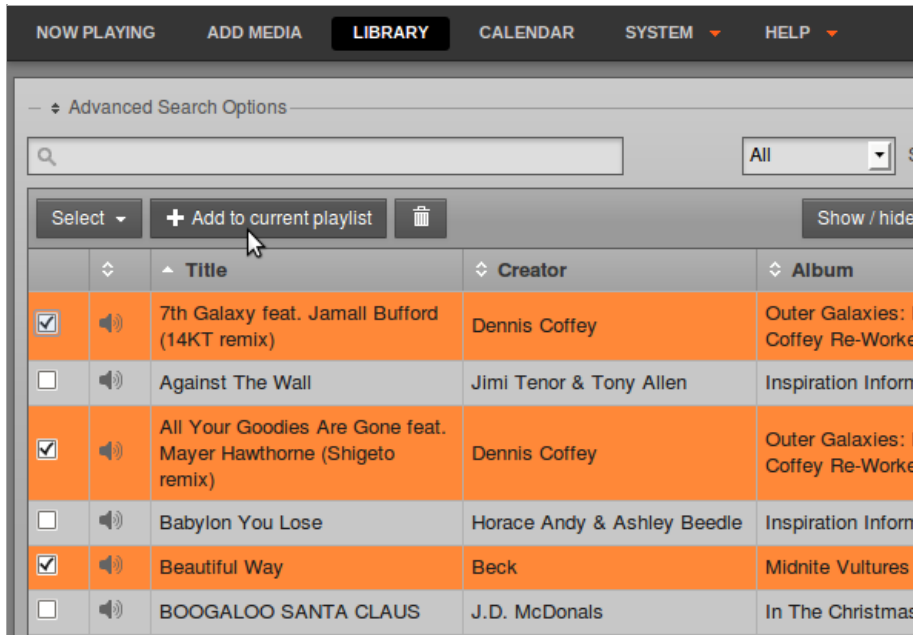 NOW PLAYING ADD MEDIA LIBRARY CALENDAR SYSTEM HELP
Advanced Search Options
All
Select + Add to current playlist Show / hide
Title Creator Album
7th Galaxy feat. Jamall Bufford
(14KT remix)
Dennis Coffey
Outer Galaxies:
Coffey Re-Worke
Against The Wall Jimi Tenor & Tony Allen Inspiration Inforn
All Your Goodies Are Gone feat.
Mayer Hawthorne (Shigeto
remix)
Dennis Coffey
Outer Galaxies:
Coffey Re-Worke
Babylon You Lose Horace Andy & Ashley Beedle Inspiration Inforn
Beautiful Way Beck Midnite Vultures
BOOGALOO SANTA CLAUS J.D. McDonals In The Christmas